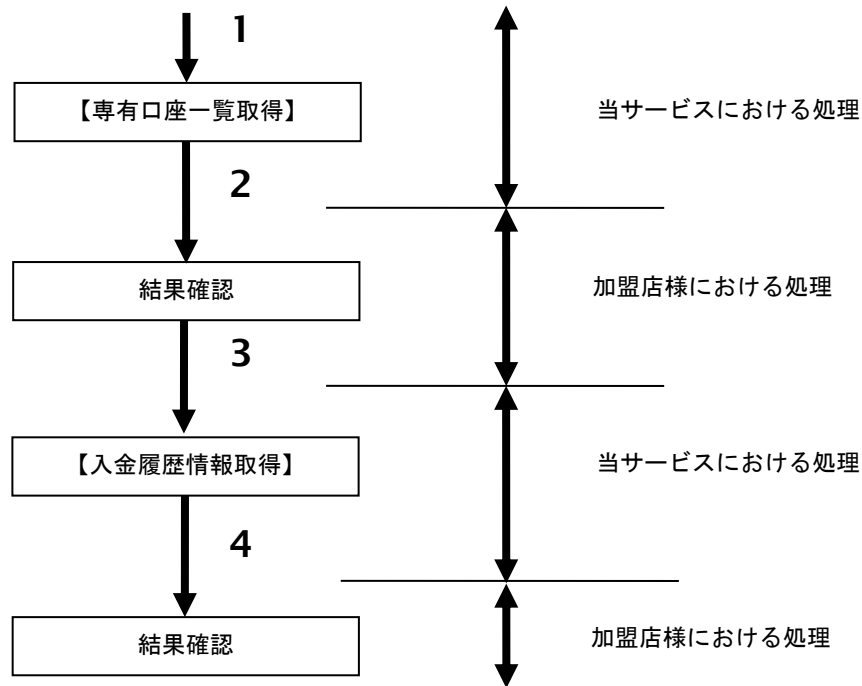 1
【専有口座一覧取得】
当サービスにおける処理
2
結果確認
加盟店様における処理
3
【入金履歴情報取得】
当サービスにおける処理
4
結果確認
加盟店様における処理